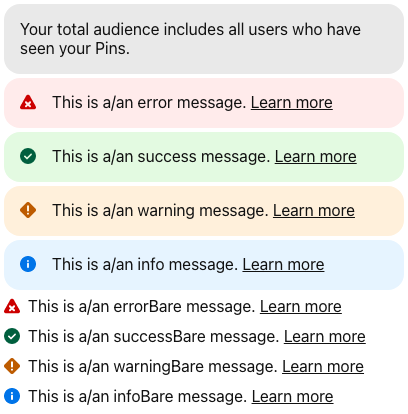 Your total audience includes all users who have
seen your Pins.
This is a/an error message. Learn more
This is a/an success message. Learn more
This is a/an warning message. Learn more
This is a/an info message. Learn more
This is a/an errorBare message. Learn more
This is a/an successBare message. Learn more
This is a/an warningBare message. Learn more
This is a/an infoBare message. Learn more